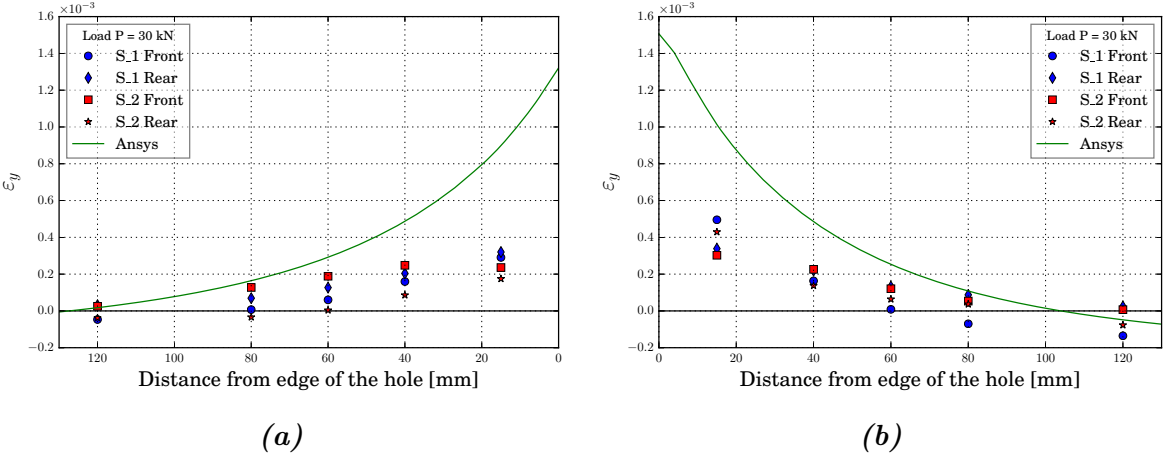 ×10⁻³
1.6
1.4
1.2
1.0
0.8
0.6
0.4
0.2
0.0
−0.2
εy
Load P = 30 kN
S_1 Front
S_1 Rear
S_2 Front
S_2 Rear
Ansys
120 100 80 60 40 20 0
Distance from edge of the hole [mm]
(a)
×10⁻³
1.6
1.4
1.2
1.0
0.8
0.6
0.4
0.2
0.0
−0.2
εy
Load P = 30 kN
S_1 Front
S_1 Rear
S_2 Front
S_2 Rear
Ansys
0 20 40 60 80 100 120
Distance from edge of the hole [mm]
(b)